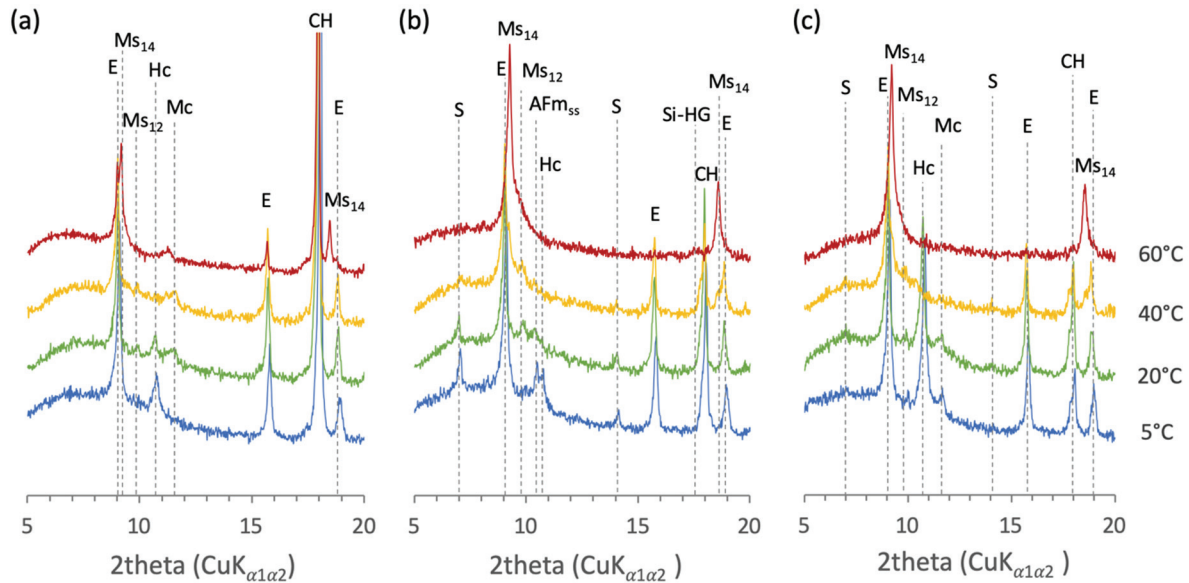 (a)
CH
Ms14
E
Hc
Mc
Ms12
E
E
Ms14
5 10 15 20
2theta (CuKα1α2)
(b)
Ms14
E
Ms12
AFmss
S
Hc
S
Si-HG
Ms14
E
CH
E
5 10 15 20
2theta (CuKα1α2)
(c)
Ms14
S
E
Ms12
Hc
Mc
S
CH
E
E
Ms14
60°C
40°C
20°C
5°C
5 10 15 20
2theta (CuKα1α2)